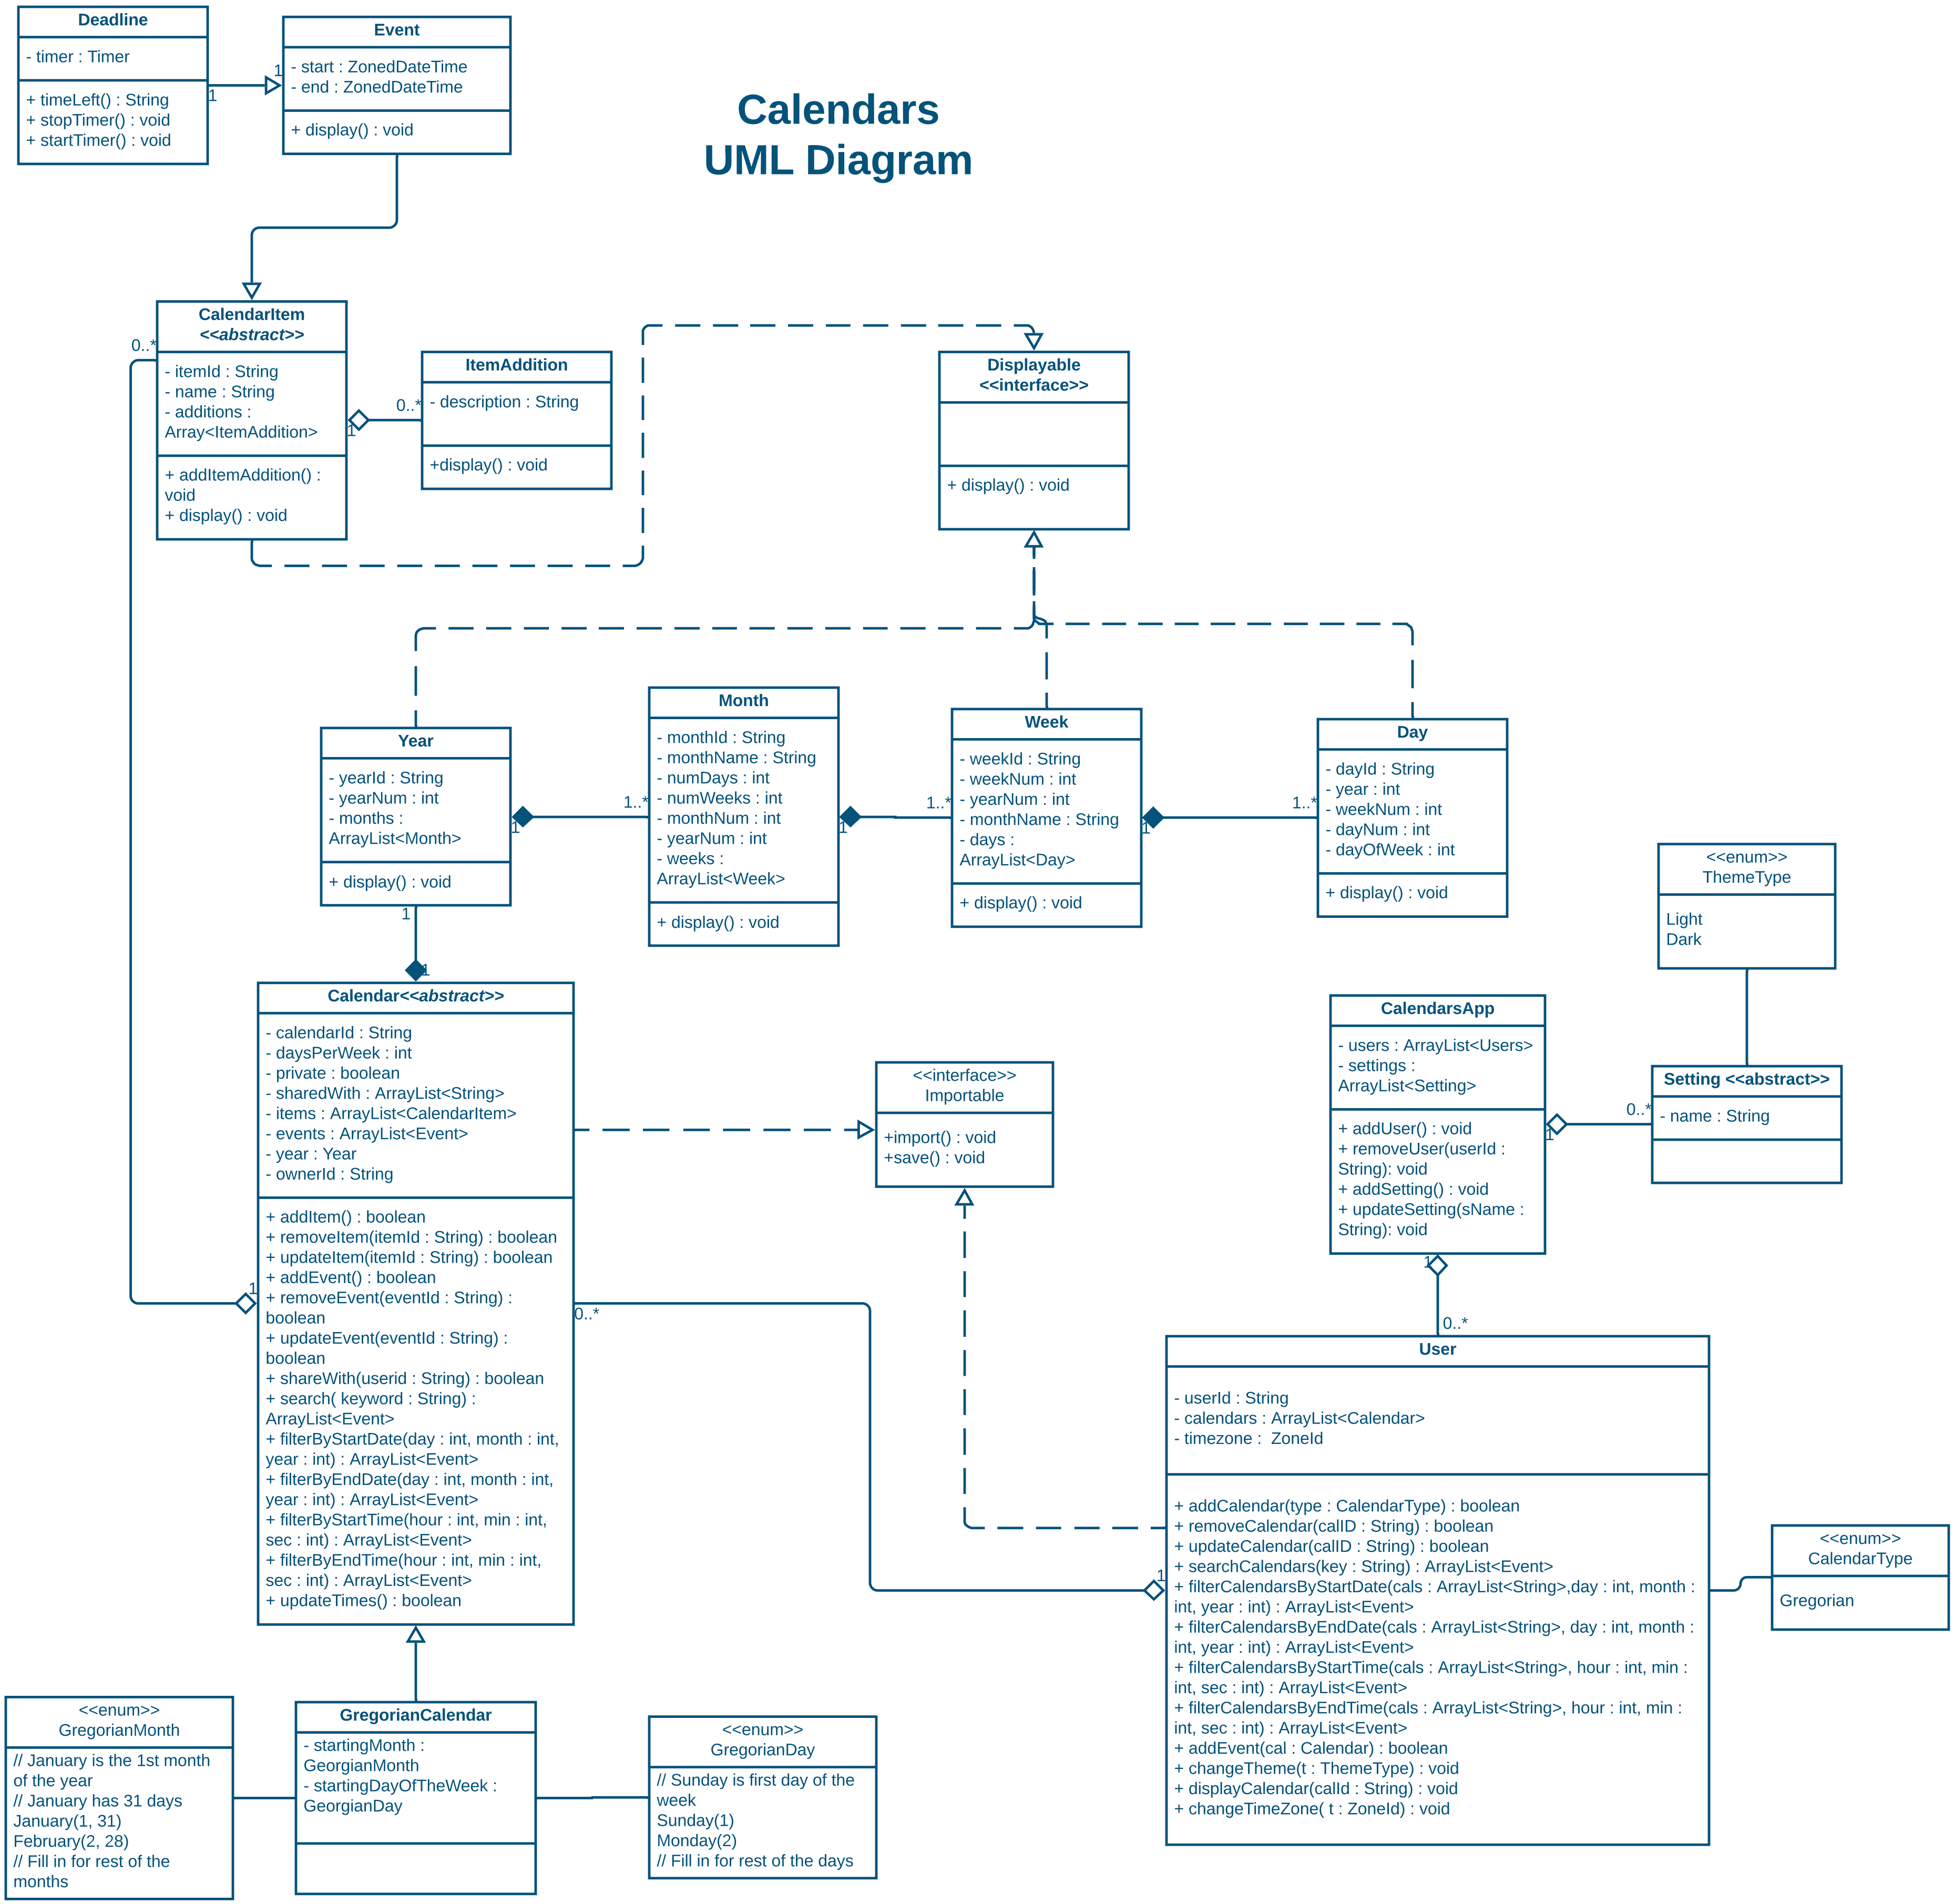 Deadline
- timer : Timer
+ timeLeft() : String
+ stopTimer() : void
+ startTimer() : void
1
1
Event
- start : ZonedDateTime
- end : ZonedDateTime
+ display() : void
Calendars
UML Diagram
CalendarItem
<<abstract>>
- itemId : String
- name : String
- additions :
Array<ItemAddition>
+ addItemAddition() :
void
+ display() : void
0..*
1
0..*
ItemAddition
- description : String
+display() : void
Displayable
<<interface>>
+ display() : void
Year
- yearId : String
- yearNum : int
- months :
ArrayList<Month>
+ display() : void
1
1..*
Month
- monthId : String
- monthName : String
- numDays : int
- numWeeks : int
- monthNum : int
- yearNum : int
- weeks :
ArrayList<Week>
+ display() : void
1
1..*
Week
- weekId : String
- weekNum : int
- yearNum : int
- monthName : String
- days :
ArrayList<Day>
+ display() : void
1
1..*
Day
- dayId : String
- year : int
- weekNum : int
- dayNum : int
- dayOfWeek : int
+ display() : void
<<enum>>
ThemeType
Light
Dark
1
1
Calendar<<abstract>>
- calendarId : String
- daysPerWeek : int
- private : boolean
- sharedWith : ArrayList<String>
- items : ArrayList<CalendarItem>
- events : ArrayList<Event>
- year : Year
- ownerId : String
+ addItem() : boolean
+ removeItem(itemId : String) : boolean
+ updateItem(itemId : String) : boolean
+ addEvent() : boolean
+ removeEvent(eventId : String) :
boolean
+ updateEvent(eventId : String) :
boolean
+ shareWith(userid : String) : boolean
+ search( keyword : String) :
ArrayList<Event>
+ filterByStartDate(day : int, month : int,
year : int) : ArrayList<Event>
+ filterByEndDate(day : int, month : int,
year : int) : ArrayList<Event>
+ filterByStartTime(hour : int, min : int,
sec : int) : ArrayList<Event>
+ filterByEndTime(hour : int, min : int,
sec : int) : ArrayList<Event>
+ updateTimes() : boolean
1
0..*
<<interface>>
Importable
+import() : void
+save() : void
CalendarsApp
- users : ArrayList<Users>
- settings :
ArrayList<Setting>
+ addUser() : void
+ removeUser(userId :
String): void
+ addSetting() : void
+ updateSetting(sName :
String): void
1
0..*
Setting <<abstract>>
- name : String
1
0..*
User
- userId : String
- calendars : ArrayList<Calendar>
- timezone :  ZoneId
+ addCalendar(type : CalendarType) : boolean
+ removeCalendar(calID : String) : boolean
+ updateCalendar(calID : String) : boolean
+ searchCalendars(key : String) : ArrayList<Event>
+ filterCalendarsByStartDate(cals : ArrayList<String>,day : int, month :
int, year : int) : ArrayList<Event>
+ filterCalendarsByEndDate(cals : ArrayList<String>, day : int, month :
int, year : int) : ArrayList<Event>
+ filterCalendarsByStartTime(cals : ArrayList<String>, hour : int, min :
int, sec : int) : ArrayList<Event>
+ filterCalendarsByEndTime(cals : ArrayList<String>, hour : int, min :
int, sec : int) : ArrayList<Event>
+ addEvent(cal : Calendar) : boolean
+ changeTheme(t : ThemeType) : void
+ displayCalendar(calId : String) : void
+ changeTimeZone( t : ZoneId) : void
1
<<enum>>
CalendarType
Gregorian
<<enum>>
GregorianMonth
// January is the 1st month
of the year
// January has 31 days
January(1, 31)
February(2, 28)
// Fill in for rest of the
months
GregorianCalendar
- startingMonth :
GeorgianMonth
- startingDayOfTheWeek :
GeorgianDay
<<enum>>
GregorianDay
// Sunday is first day of the
week
Sunday(1)
Monday(2)
// Fill in for rest of the days